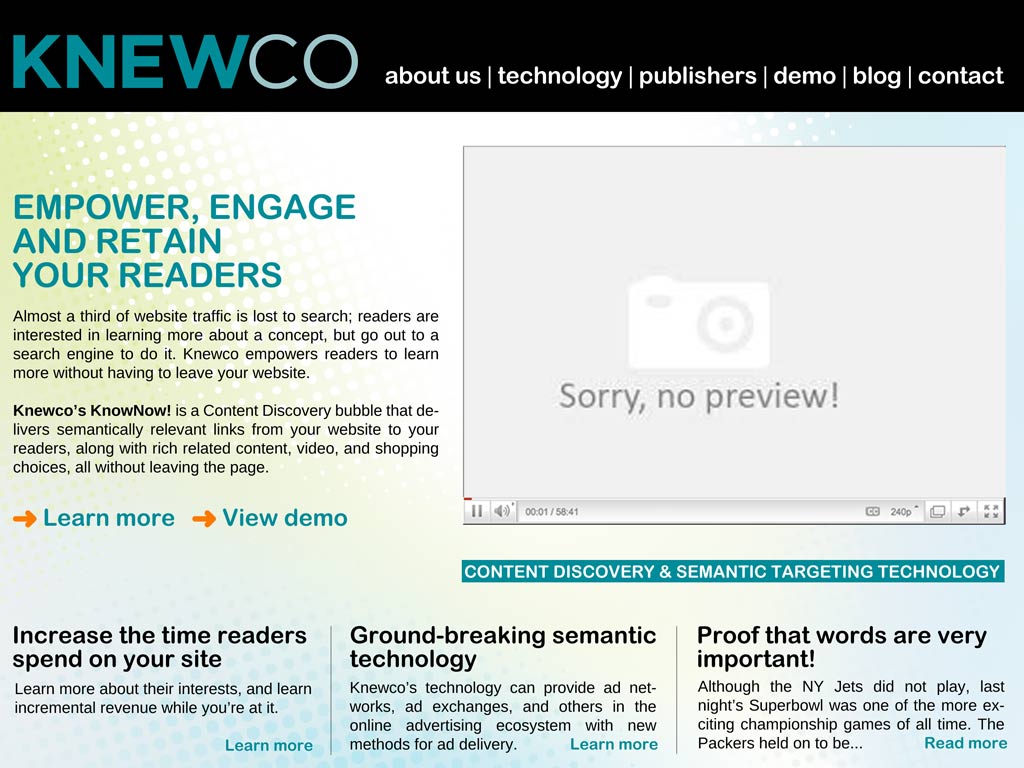 KNEWCO
about us | technology | publishers | demo | blog | contact
EMPOWER, ENGAGE
AND RETAIN
YOUR READERS
Almost a third of website traffic is lost to search; readers are
interested in learning more about a concept, but go out to a
search engine to do it. Knewco empowers readers to learn
more without having to leave your website.
Knewco's KnowNow! is a Content Discovery bubble that de-
livers semantically relevant links from your website to your
readers, along with rich related content, video, and shopping
choices, all without leaving the page.
Learn more View demo
Sorry, no preview!
00:01 / 58:41 CC 240p
CONTENT DISCOVERY & SEMANTIC TARGETING TECHNOLOGY
Increase the time readers
spend on your site
Learn more about their interests, and learn
incremental revenue while you're at it.
Learn more
Ground-breaking semantic
technology
Knewco's technology can provide ad net-
works, ad exchanges, and others in the
online advertising ecosystem with new
methods for ad delivery. Learn more
Proof that words are very
important!
Although the NY Jets did not play, last
night's Superbowl was one of the more ex-
citing championship games of all time. The
Packers held on to be... Read more